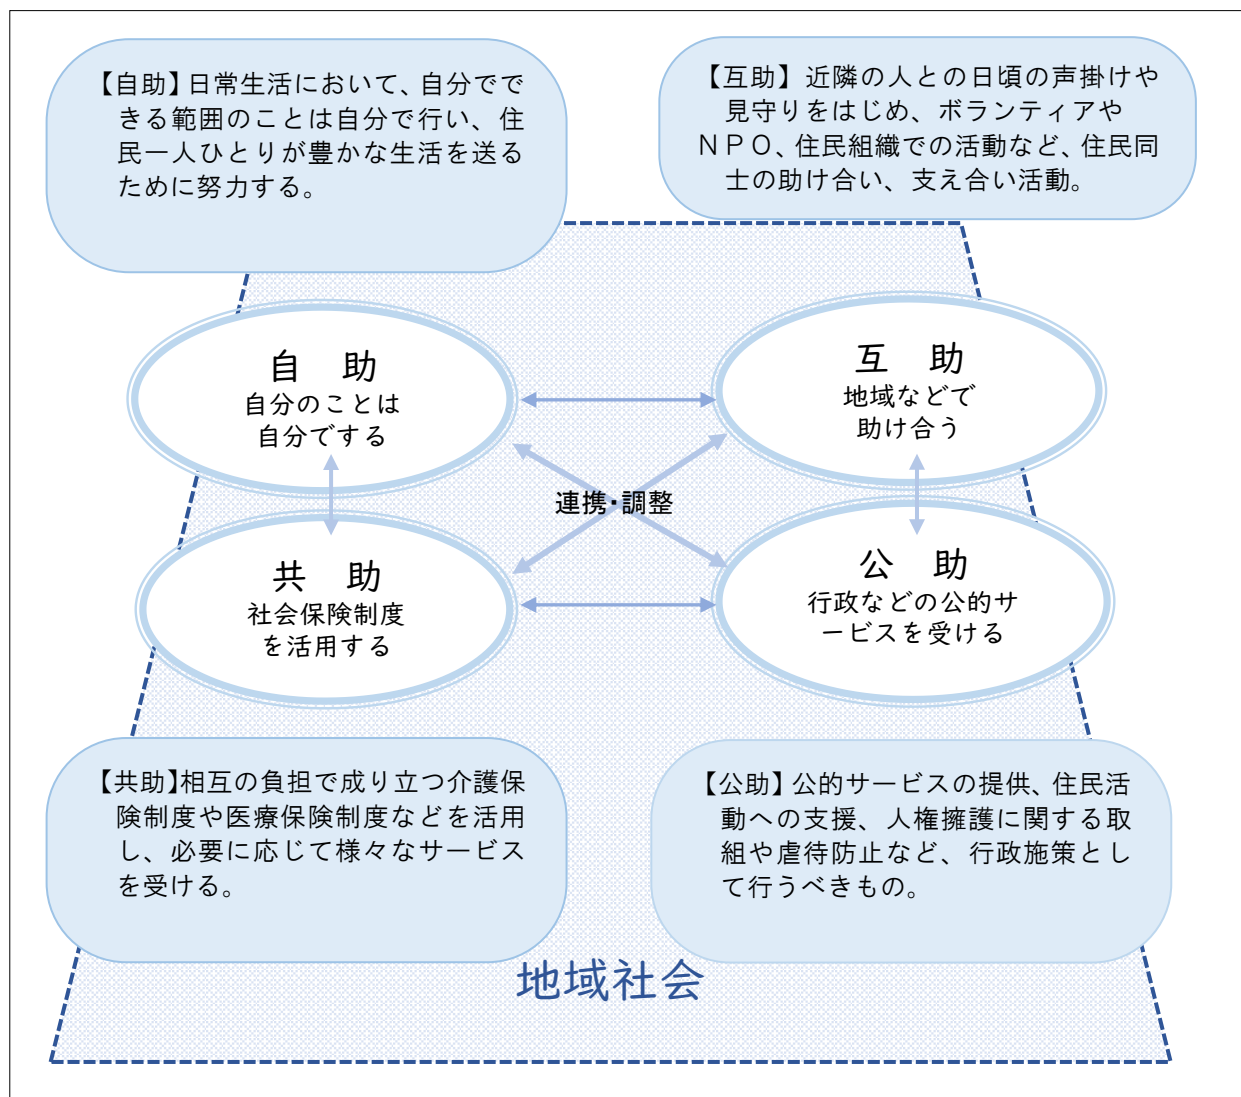 【自助】日常生活において、自分でで
きる範囲のことは自分で行い、住
民一人ひとりが豊かな生活を送る
ために努力する。
【互助】近隣の人との日頃の声掛けや
見守りをはじめ、ボランティアや
ＮＰＯ、住民組織での活動など、住民同
士の助け合い、支え合い活動。
自　助
自分のことは
自分でする
互　助
地域などで
助け合う
連携・調整
共　助
社会保険制度
を活用する
公　助
行政などの公的サ
ービスを受ける
【共助】相互の負担で成り立つ介護保
険制度や医療保険制度などを活用
し、必要に応じて様々なサービス
を受ける。
【公助】公的サービスの提供、住民活
動への支援、人権擁護に関する取
組や虐待防止など、行政施策とし
て行うべきもの。
地域社会